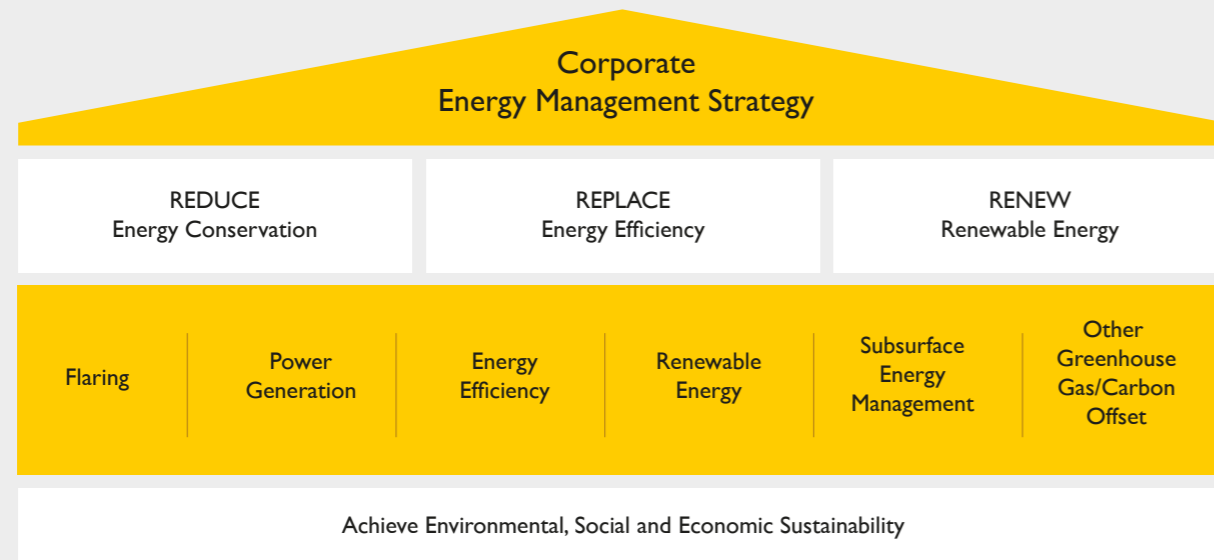 Corporate
Energy Management Strategy
REDUCE
Energy Conservation
REPLACE
Energy Efficiency
RENEW
Renewable Energy
Flaring
Power
Generation
Energy
Efficiency
Renewable
Energy
Subsurface
Energy
Management
Other
Greenhouse
Gas/Carbon
Offset
Achieve Environmental, Social and Economic Sustainability